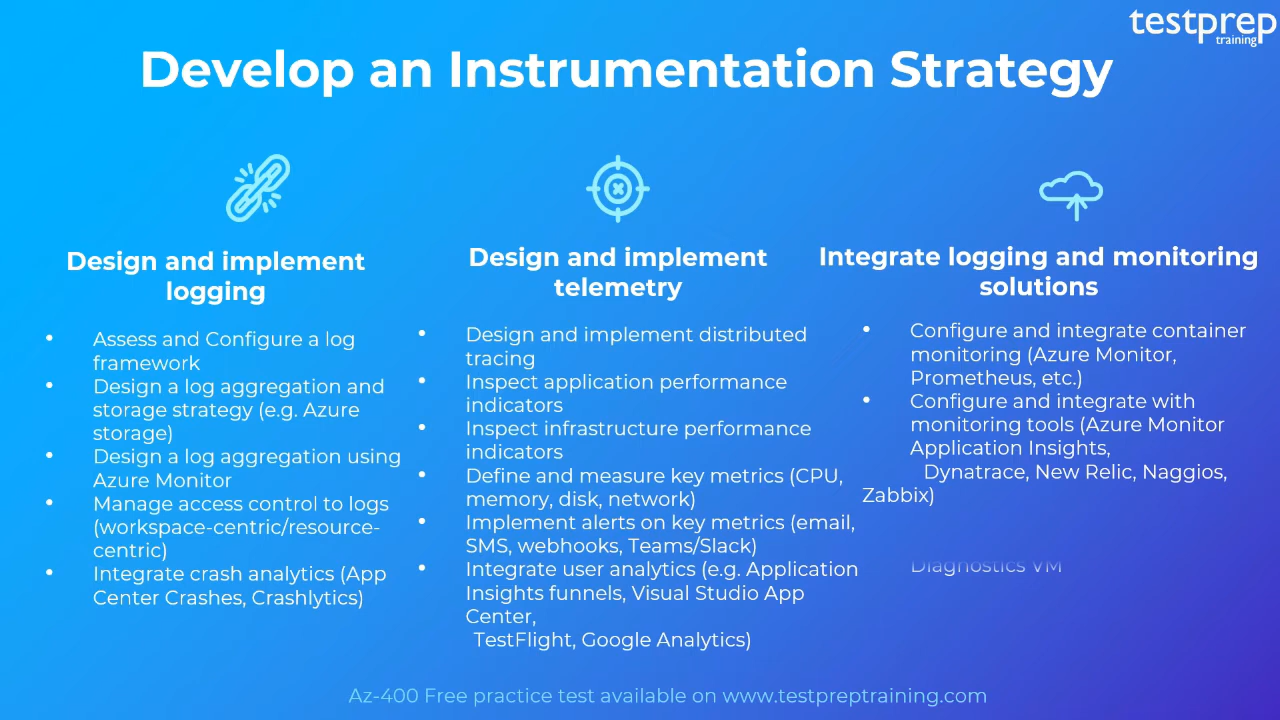 testprep
training
Develop an Instrumentation Strategy
Design and implement
logging
• Assess and Configure a log
framework
• Design a log aggregation and
storage strategy (e.g. Azure
storage)
• Design a log aggregation using
Azure Monitor
• Manage access control to logs
(workspace-centric/resource-
centric)
• Integrate crash analytics (App
Center Crashes, Crashlytics)
Design and implement
telemetry
• Design and implement distributed
tracing
• Inspect application performance
indicators
• Inspect infrastructure performance
indicators
• Define and measure key metrics (CPU,
memory, disk, network)
• Implement alerts on key metrics (email,
SMS, webhooks, Teams/Slack)
• Integrate user analytics (e.g. Application
Insights funnels, Visual Studio App
Center,
TestFlight, Google Analytics)
Integrate logging and monitoring
solutions
• Configure and integrate container
monitoring (Azure Monitor,
Prometheus, etc.)
• Configure and integrate with
monitoring tools (Azure Monitor
Application Insights,
Dynatrace, New Relic, Naggios,
Zabbix)
Diagnostics VM
Az-400 Free practice test available on www.testpreptraining.com